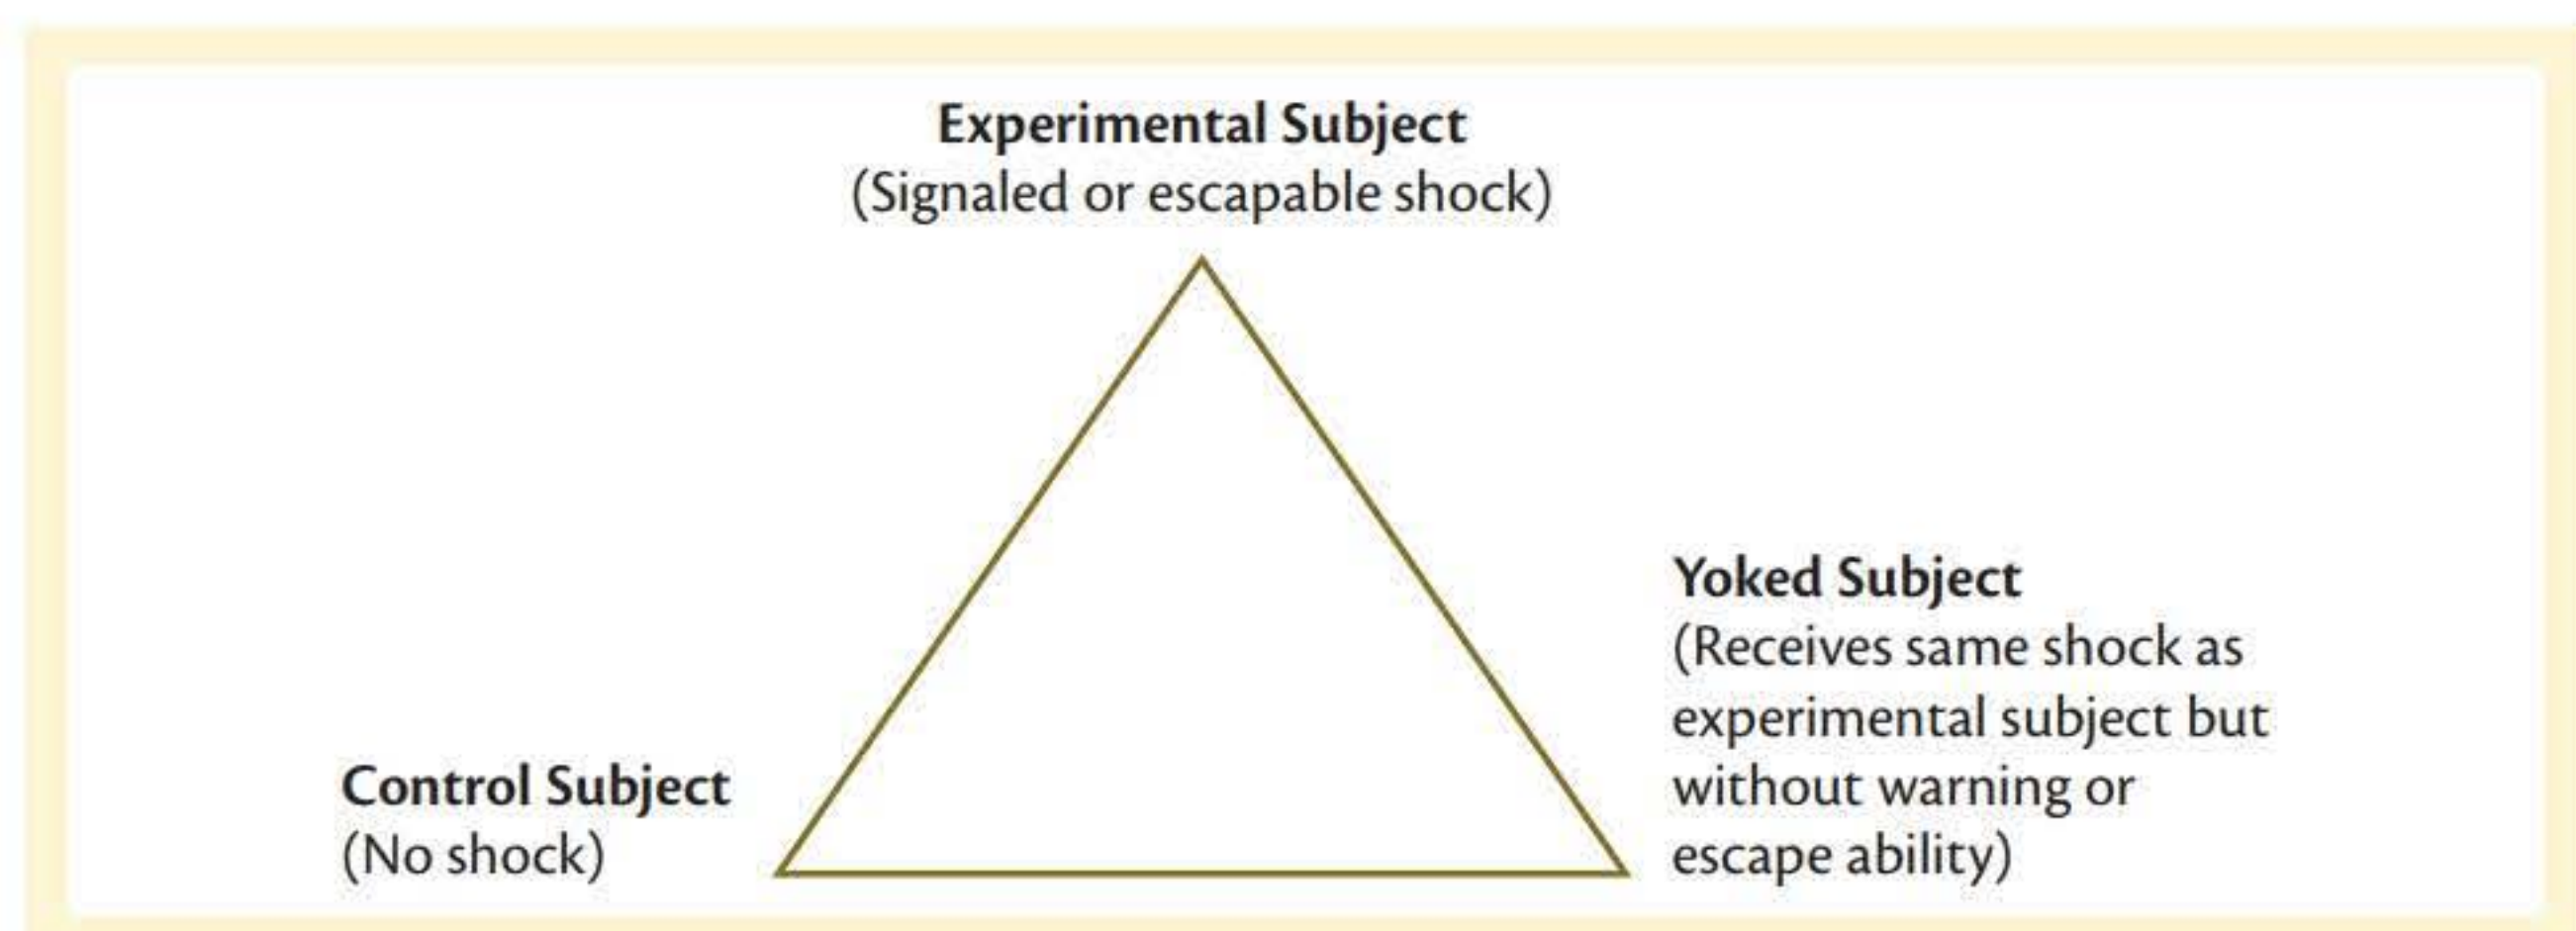 Experimental Subject
(Signaled or escapable shock)
Control Subject
(No shock)
Yoked Subject
(Receives same shock as
experimental subject but
without warning or
escape ability)